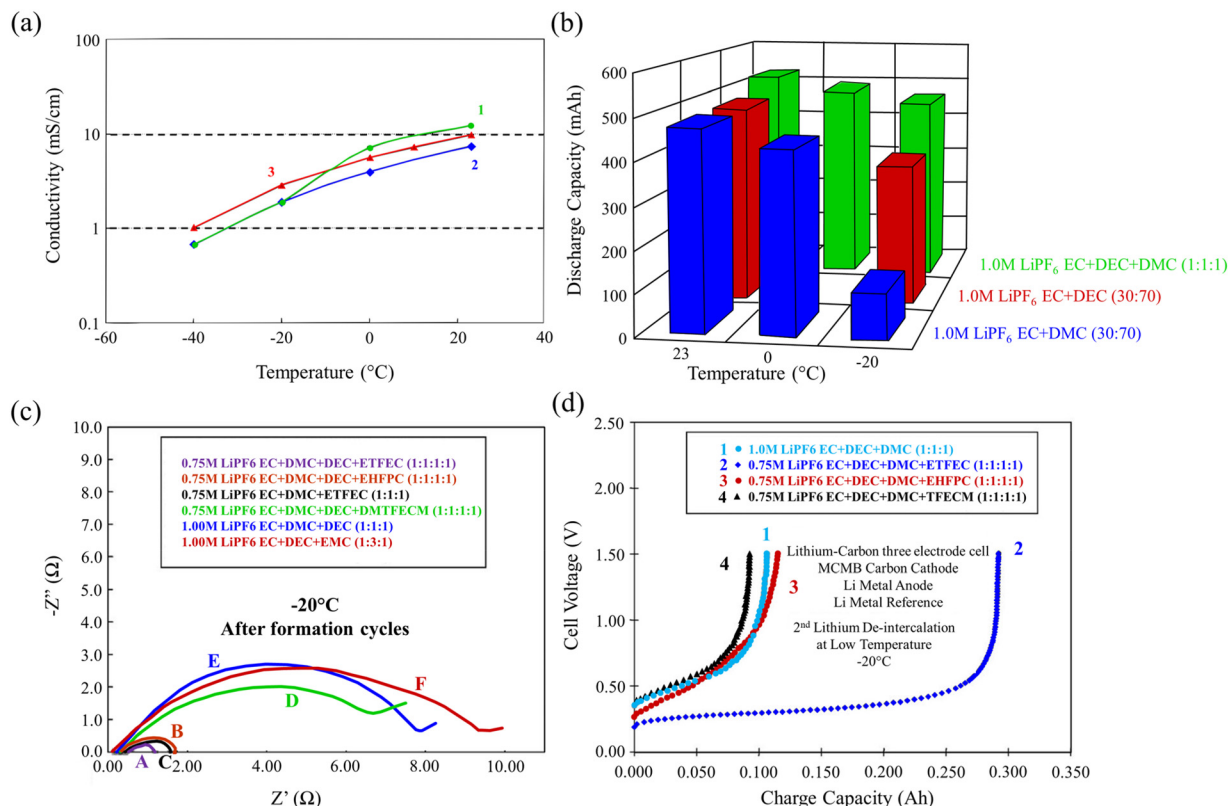 (a)
100
10
1
0.1
-60
-40
-20
0
20
40
Conductivity (mS/cm)
Temperature (°C)
1
2
3
(b)
600
500
400
300
200
100
0
Discharge Capacity (mAh)
23
0
-20
Temperature (°C)
1.0M LiPF₆ EC+DEC+DMC (1:1:1)
1.0M LiPF₆ EC+DEC (30:70)
1.0M LiPF₆ EC+DMC (30:70)
(c)
10.0
9.0
8.0
7.0
6.0
5.0
4.0
3.0
2.0
1.0
0.0
-Z’’ (Ω)
0.75M LiPF6 EC+DMC+DEC+ETFEC (1:1:1:1)
0.75M LiPF6 EC+DMC+DEC+EHFPC (1:1:1:1)
0.75M LiPF6 EC+DMC+ETFEC (1:1:1)
0.75M LiPF6 EC+DMC+DEC+DMTFECM (1:1:1:1)
1.00M LiPF6 EC+DMC+DEC (1:1:1)
1.00M LiPF6 EC+DEC+EMC (1:3:1)
-20°C
After formation cycles
E
F
D
B
A
C
0.00
2.00
4.00
6.00
8.00
10.00
Z’ (Ω)
(d)
2.50
2.00
1.50
1.00
0.50
0.00
Cell Voltage (V)
1 1.0M LiPF6 EC+DEC+DMC (1:1:1)
2 0.75M LiPF6 EC+DEC+DMC+ETFEC (1:1:1:1)
3 0.75M LiPF6 EC+DEC+DMC+EHFPC (1:1:1:1)
4 0.75M LiPF6 EC+DEC+DMC+TFECM (1:1:1:1)
1
2
3
4
Lithium-Carbon three electrode cell
MCMB Carbon Cathode
Li Metal Anode
Li Metal Reference
2nd Lithium De-intercalation
at Low Temperature
-20°C
0.000
0.050
0.100
0.150
0.200
0.250
0.300
0.350
Charge Capacity (Ah)